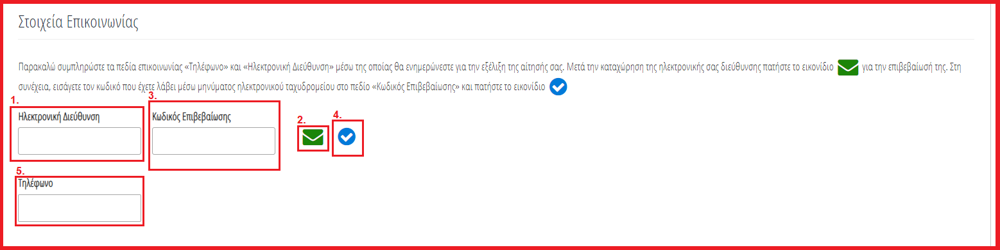 Στοιχεία Επικοινωνίας
Παρακαλώ συμπληρώστε τα πεδία επικοινωνίας «Τηλέφωνο» και «Ηλεκτρονική Διεύθυνση» μέσω της οποίας θα ενημερώνεστε για την εξέλιξη της αίτησής σας. Μετά την καταχώρηση της ηλεκτρονικής σας διεύθυνσης πατήστε το εικονίδιο για την επιβεβαίωσή της. Στη
συνέχεια, εισάγετε τον κωδικό που έχετε λάβει μέσω μηνύματος ηλεκτρονικού ταχυδρομείου στο πεδίο «Κωδικός Επιβεβαίωσης» και πατήστε το εικονίδιο
1.
Ηλεκτρονική Διεύθυνση
3.
Κωδικός Επιβεβαίωσης
2.
4.
5.
Τηλέφωνο